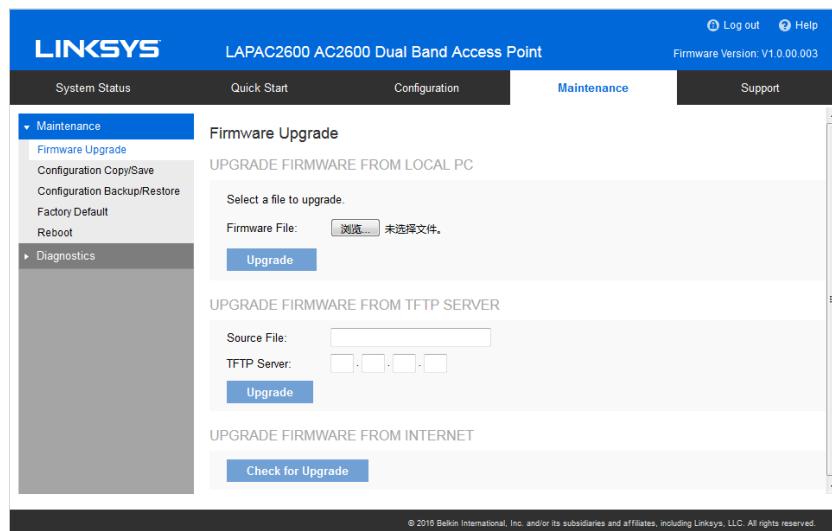 Log out Help
LINKSYS LAPAC2600 AC2600 Dual Band Access Point Firmware Version: V1.0.00.003
System Status Quick Start Configuration Maintenance Support
Maintenance
Firmware Upgrade
Configuration Copy/Save
Configuration Backup/Restore
Factory Default
Reboot
Diagnostics
Firmware Upgrade
UPGRADE FIRMWARE FROM LOCAL PC
Select a file to upgrade.
Firmware File: 浏览... 未选择文件。
Upgrade
UPGRADE FIRMWARE FROM TFTP SERVER
Source File:
TFTP Server: . . .
Upgrade
UPGRADE FIRMWARE FROM INTERNET
Check for Upgrade
© 2016 Belkin International, Inc. and/or its subsidiaries and affiliates, including Linksys, LLC. All rights reserved.